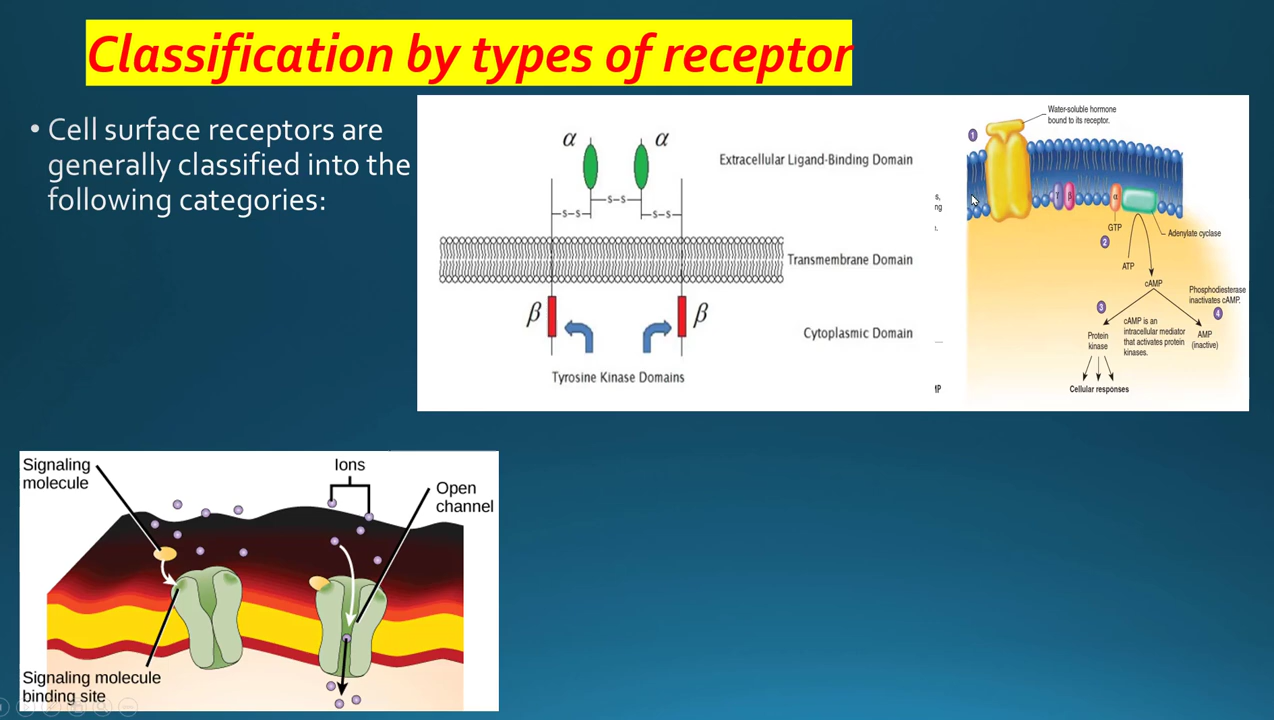 Classification by types of receptor
• Cell surface receptors are
generally classified into the
following categories:
α α
Extracellular Ligand-Binding Domain
S-S
S-S S-S
Transmembrane Domain
β β
Cytoplasmic Domain
Tyrosine Kinase Domains
Water-soluble hormone
bound to its receptor.
1
s,
ng
γ β α
GTP
Adenylate cyclase
2
ATP
cAMP
Phosphodiesterase
inactivates cAMP.
3
4
cAMP is an
intracellular mediator
that activates protein
kinases.
Protein
kinase
AMP
(inactive)
Cellular responses
Signaling
molecule
Ions
Open
channel
Signaling molecule
binding site